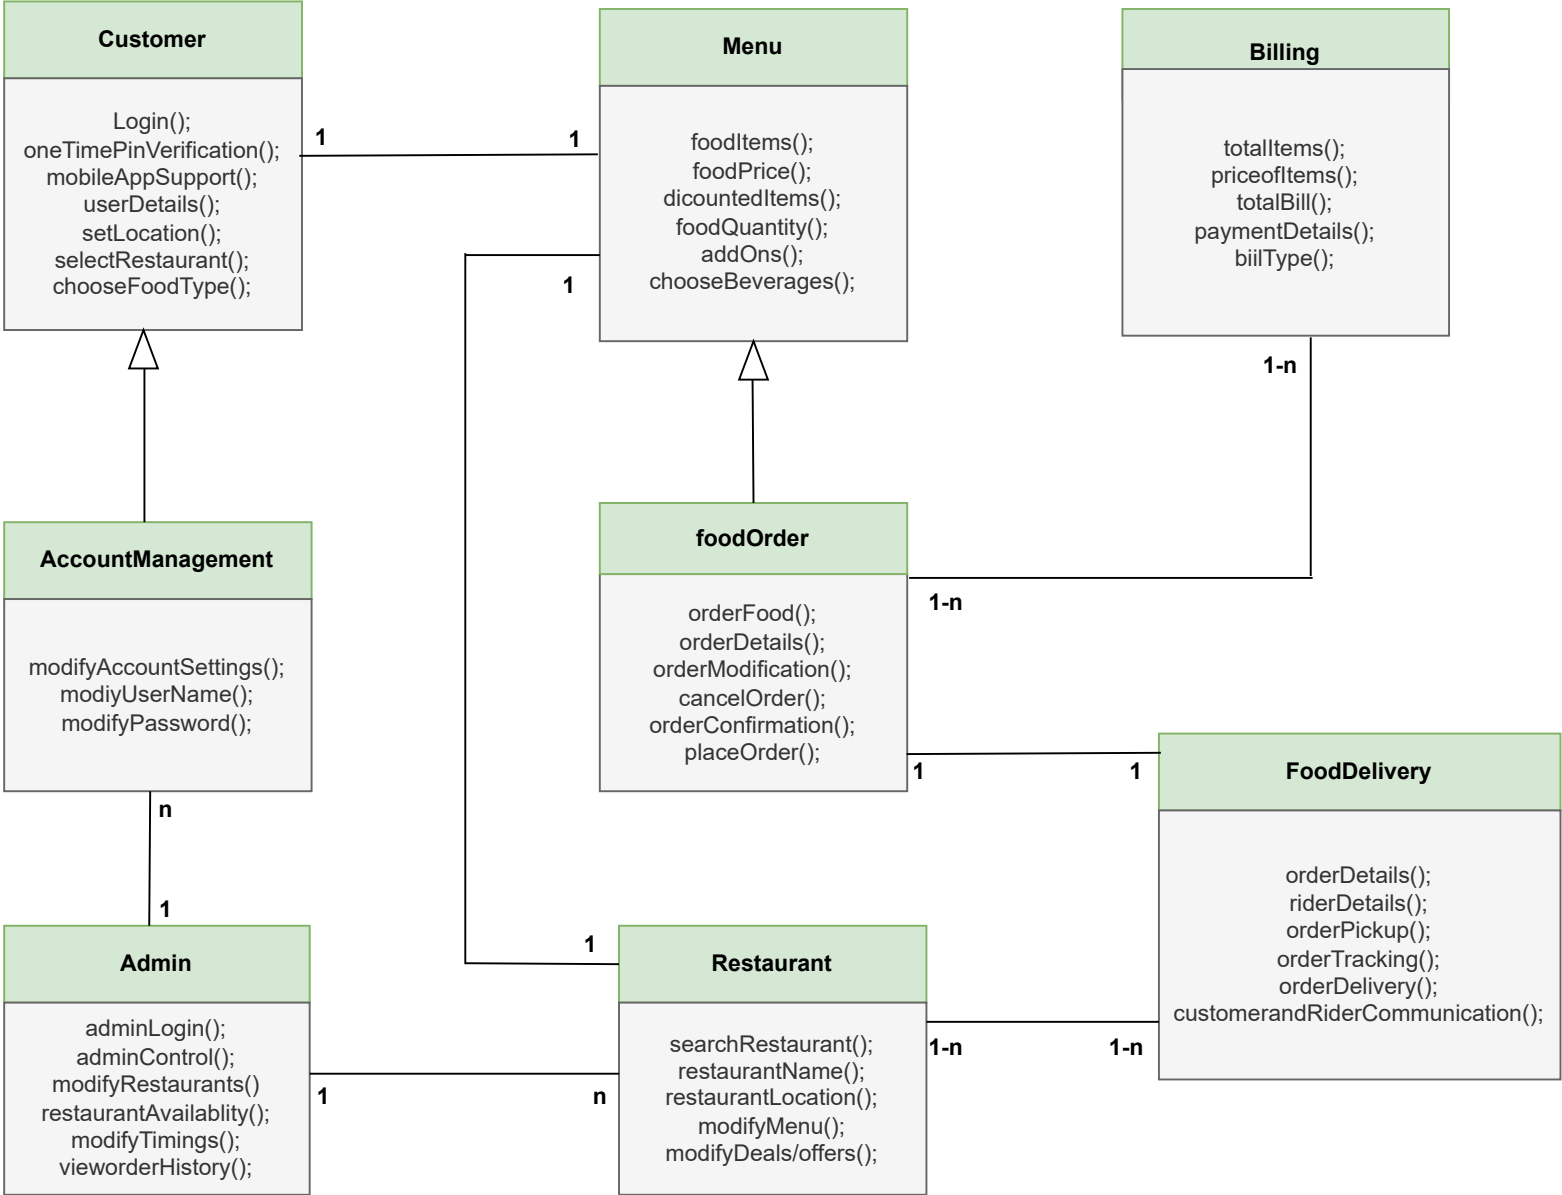 Customer
Login();
oneTimePinVerification();
mobileAppSupport();
userDetails();
setLocation();
selectRestaurant();
chooseFoodType();
1
1
Menu
foodItems();
foodPrice();
dicountedItems();
foodQuantity();
addOns();
chooseBeverages();
1
Billing
totalItems();
priceofItems();
totalBill();
paymentDetails();
biilType();
1-n
AccountManagement
modifyAccountSettings();
modiyUserName();
modifyPassword();
n
1
foodOrder
orderFood();
orderDetails();
orderModification();
cancelOrder();
orderConfirmation();
placeOrder();
1-n
1
1
FoodDelivery
orderDetails();
riderDetails();
orderPickup();
orderTracking();
orderDelivery();
customerandRiderCommunication();
Admin
adminLogin();
adminControl();
modifyRestaurants()
restaurantAvailablity();
modifyTimings();
vieworderHistory();
1
n
1
Restaurant
searchRestaurant();
restaurantName();
restaurantLocation();
modifyMenu();
modifyDeals/offers();
1-n
1-n